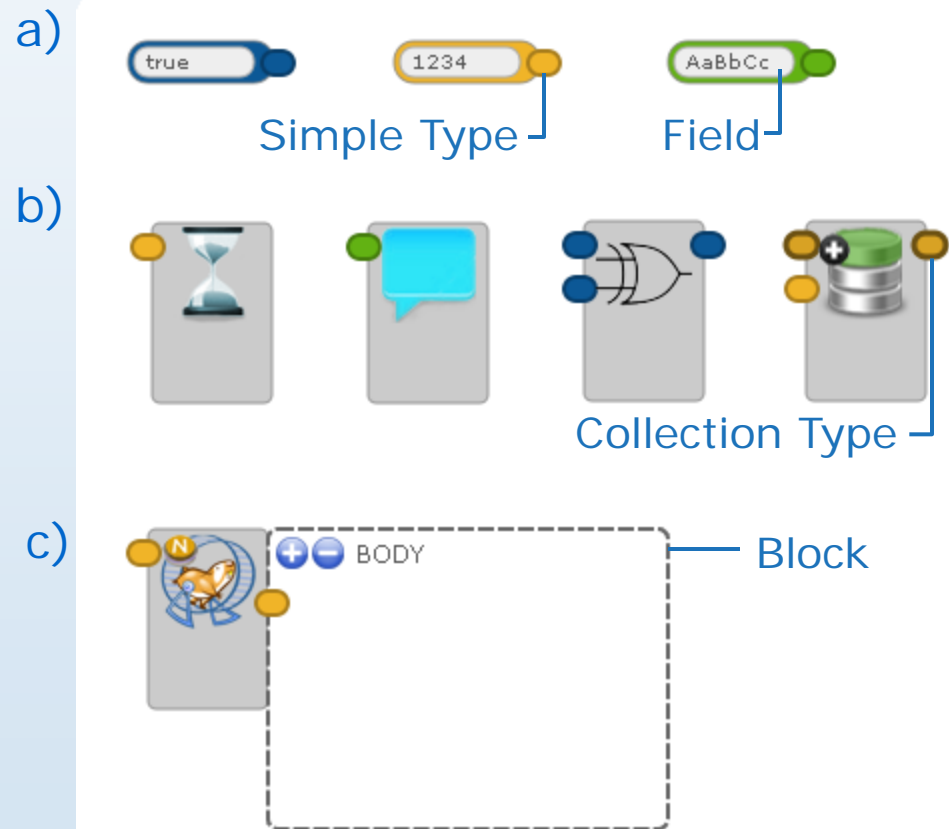 a)
true 1234 AaBbCc
Simple Type Field
b)
Collection Type
c)
N BODY
Block